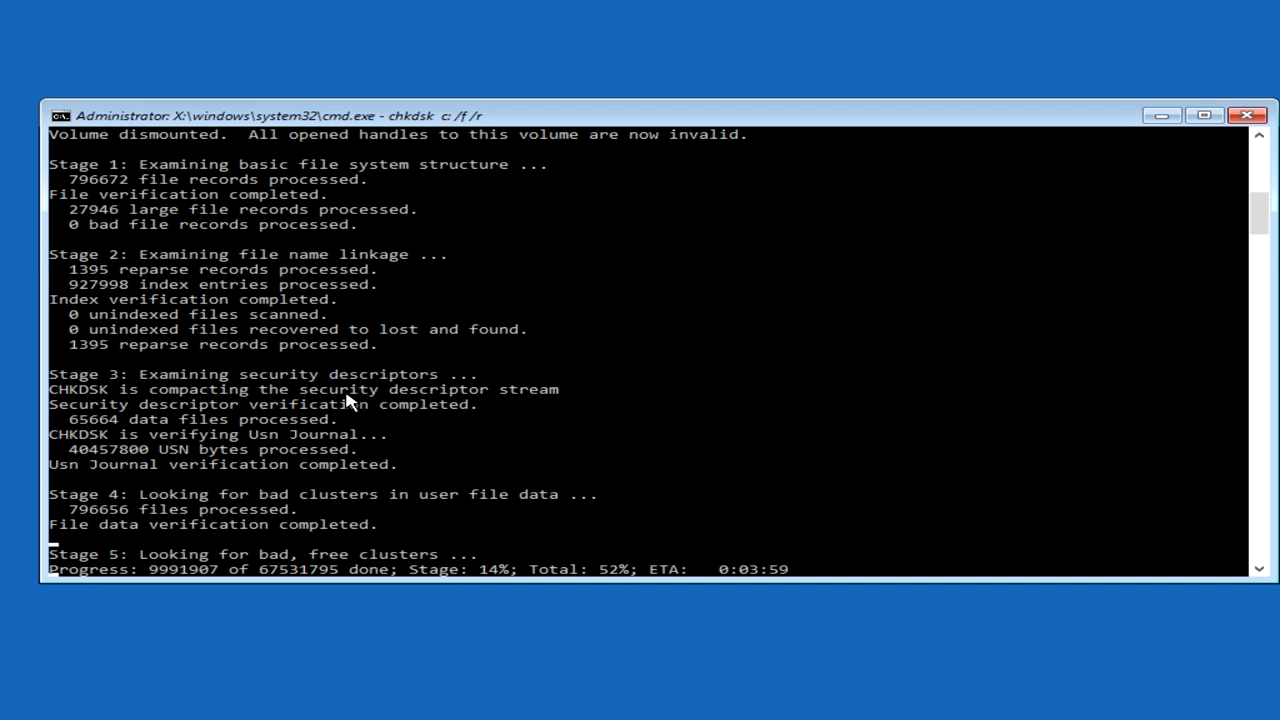 Administrator: X:\windows\system32\cmd.exe - chkdsk c: /f /r
Volume dismounted.  All opened handles to this volume are now invalid.
Stage 1: Examining basic file system structure ...
796672 file records processed.
File verification completed.
27946 large file records processed.
0 bad file records processed.
Stage 2: Examining file name linkage ...
1395 reparse records processed.
927998 index entries processed.
Index verification completed.
0 unindexed files scanned.
0 unindexed files recovered to lost and found.
1395 reparse records processed.
Stage 3: Examining security descriptors ...
CHKDSK is compacting the security descriptor stream
Security descriptor verification completed.
65664 data files processed.
CHKDSK is verifying Usn Journal...
40457800 USN bytes processed.
Usn Journal verification completed.
Stage 4: Looking for bad clusters in user file data ...
796656 files processed.
File data verification completed.
Stage 5: Looking for bad, free clusters ...
Progress: 9991907 of 67531795 done; Stage: 14%; Total: 52%; ETA:   0:03:59